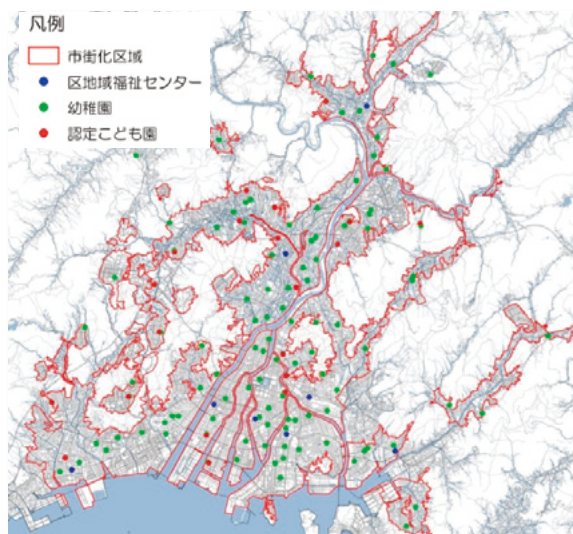 凡例
市街化区域
区地域福祉センター
幼稚園
認定こども園